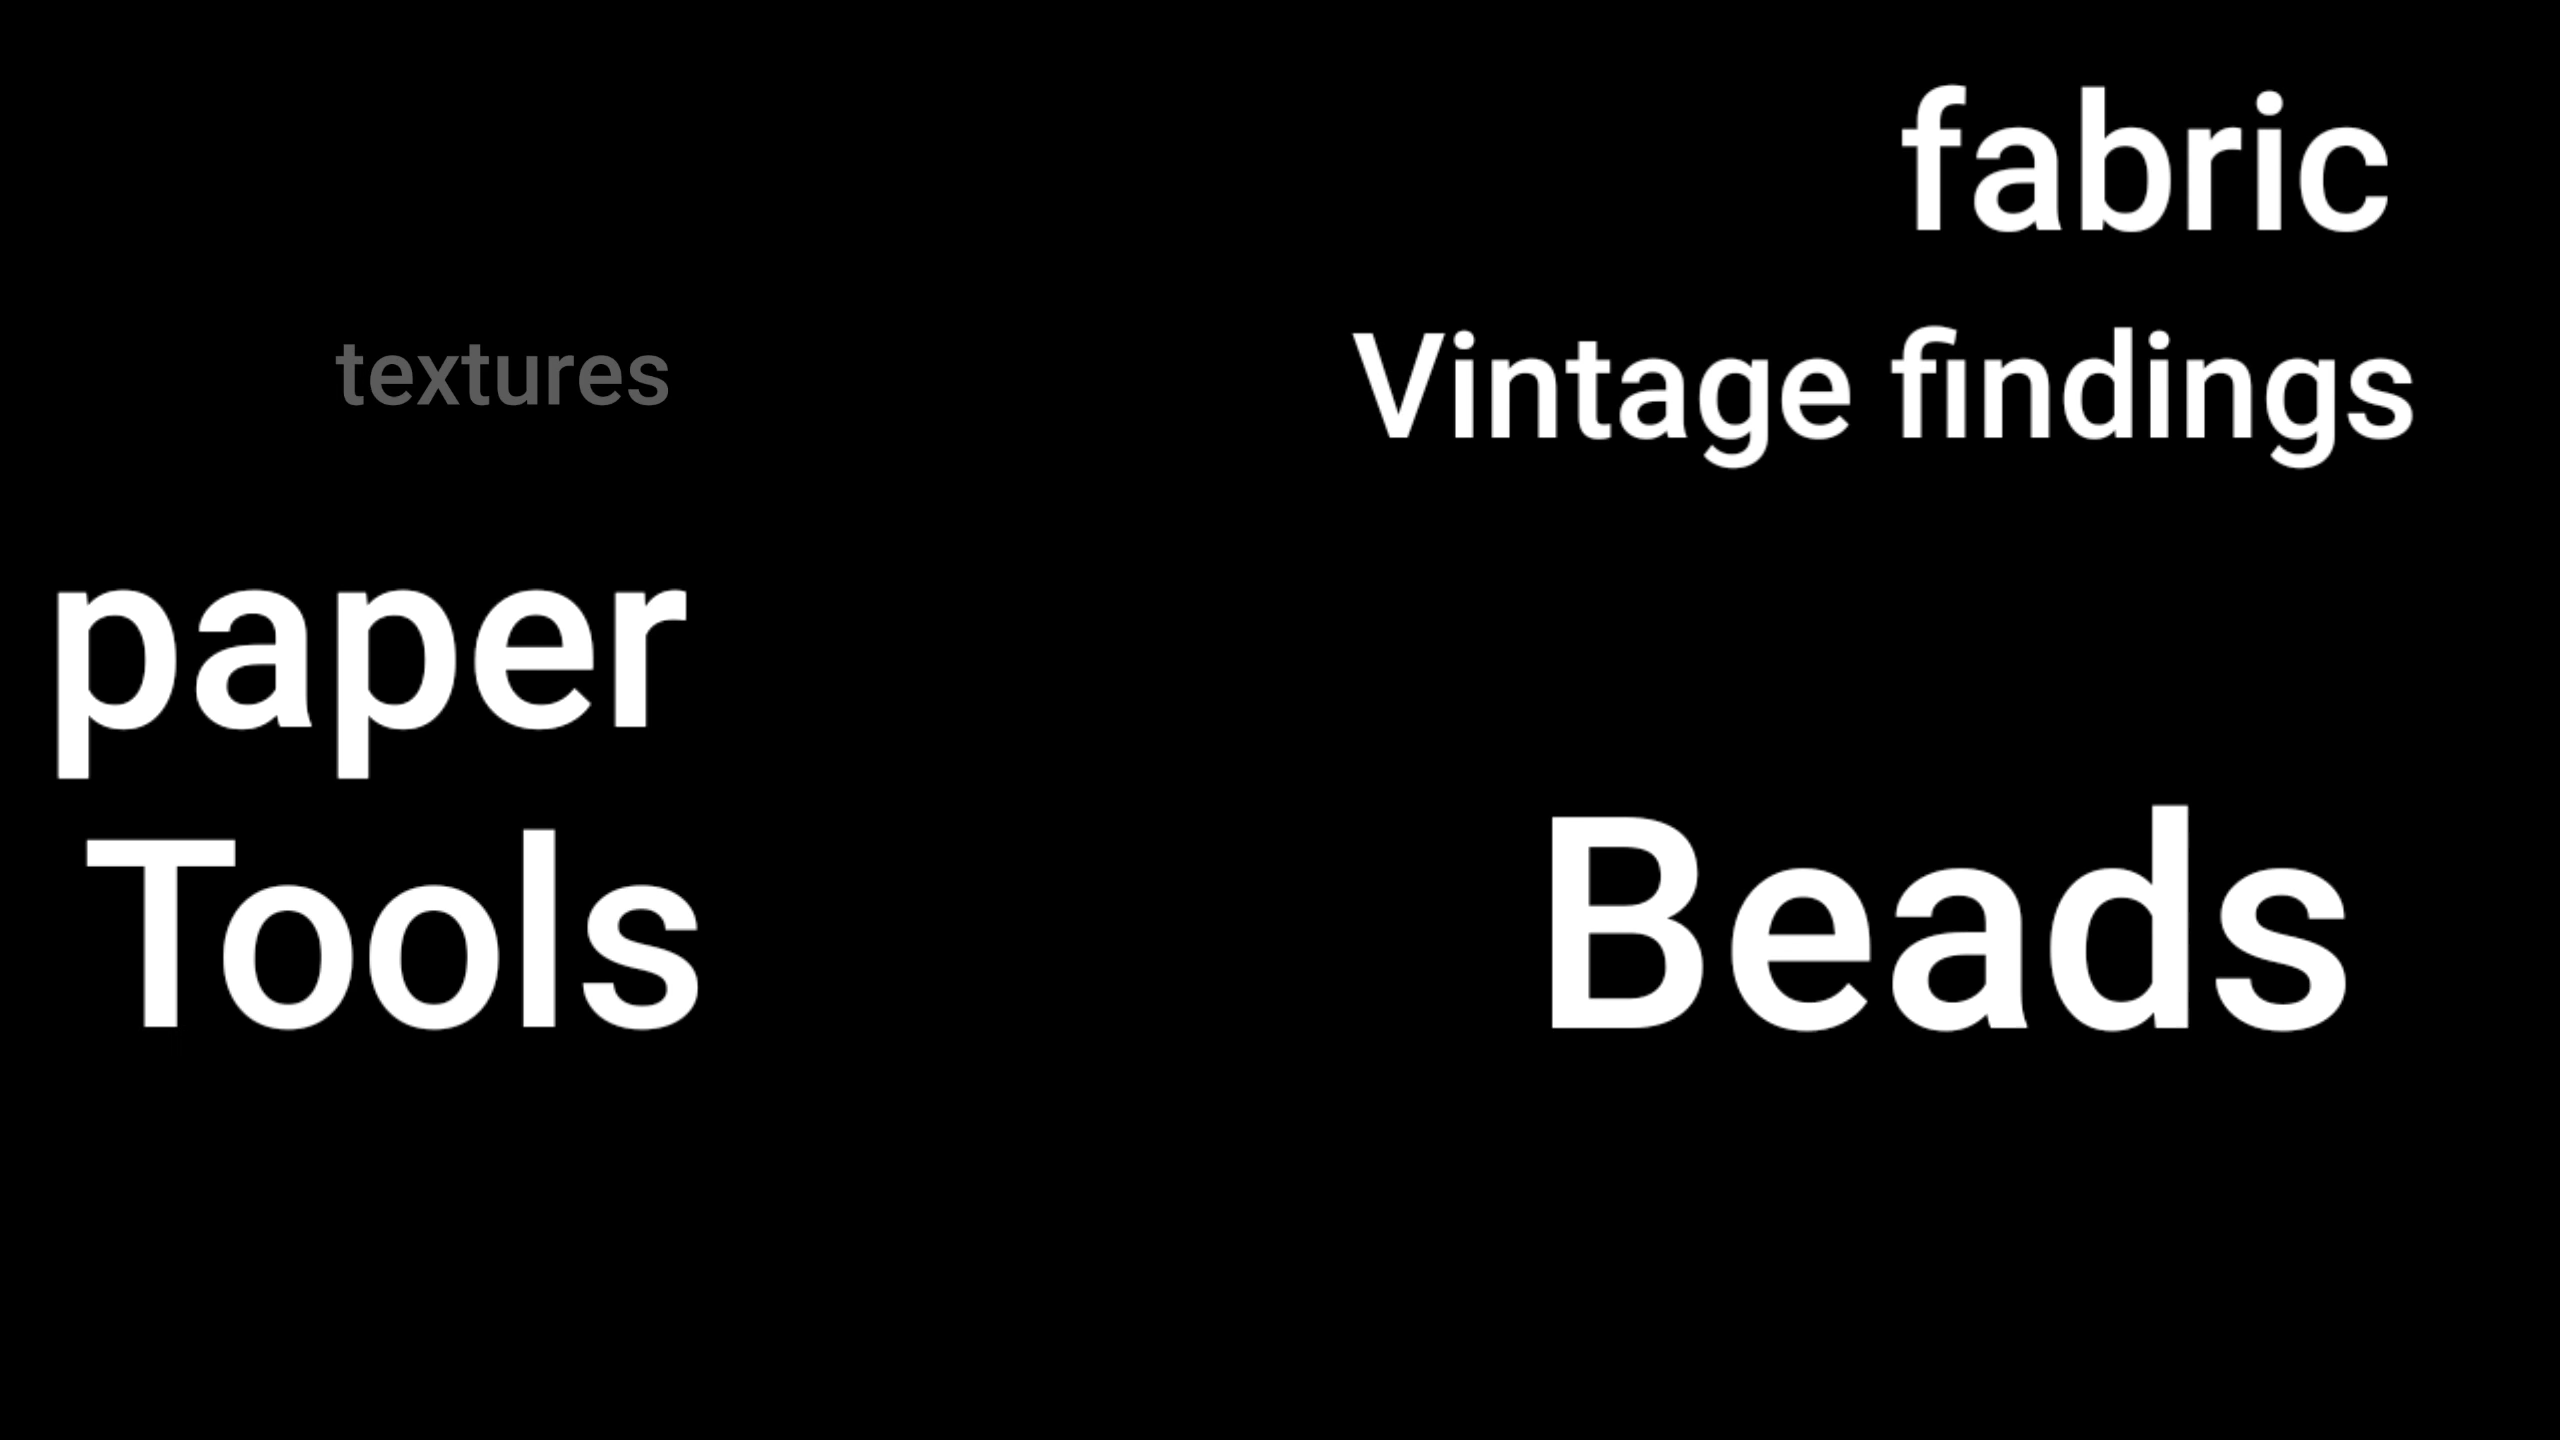 fabric
textures
Vintage findings
paper
Tools
Beads